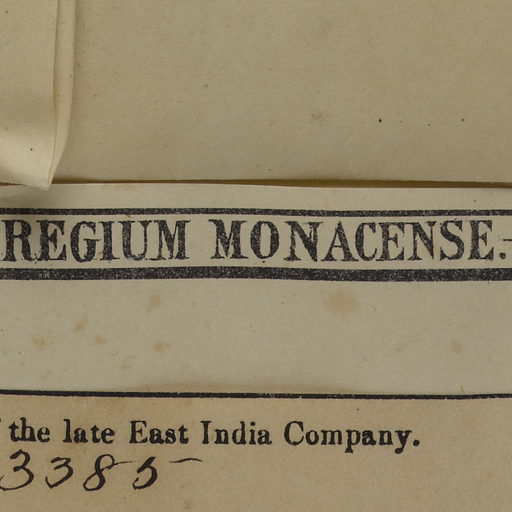 REGIUM MONACENSE.-
the late East India Company.
3385